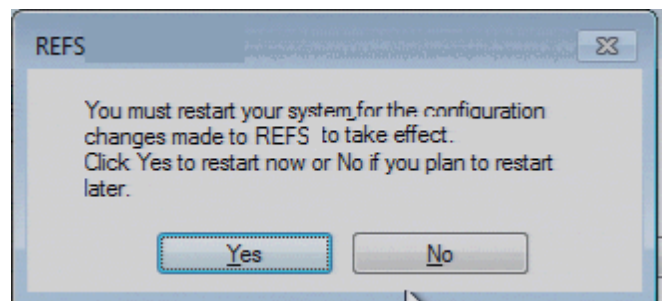 REFS
You must restart your system for the configuration
changes made to REFS to take effect.
Click Yes to restart now or No if you plan to restart
later.
Yes No